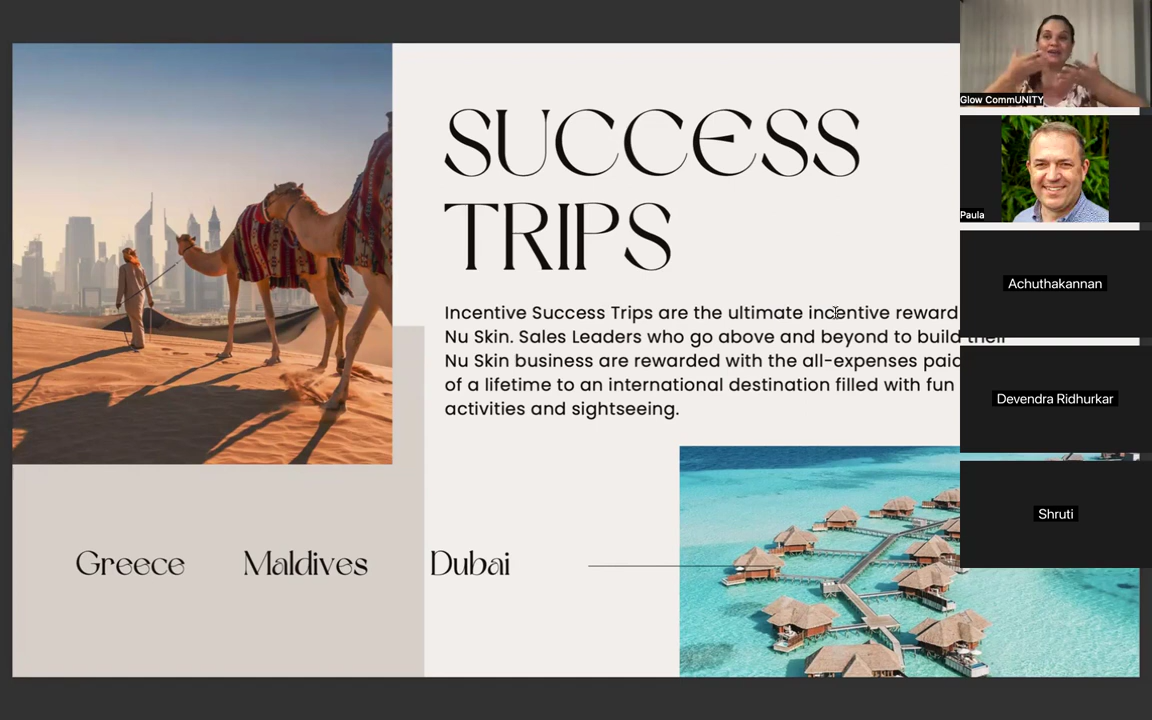 SUCCESS
TRIPS
Incentive Success Trips are the ultimate incentive reward
Nu Skin. Sales Leaders who go above and beyond to build their
Nu Skin business are rewarded with the all-expenses paid
of a lifetime to an international destination filled with fun
activities and sightseeing.
Greece Maldives Dubai
Glow CommUNITY
Paula
Achuthakannan
Devendra Ridhurkar
Shruti